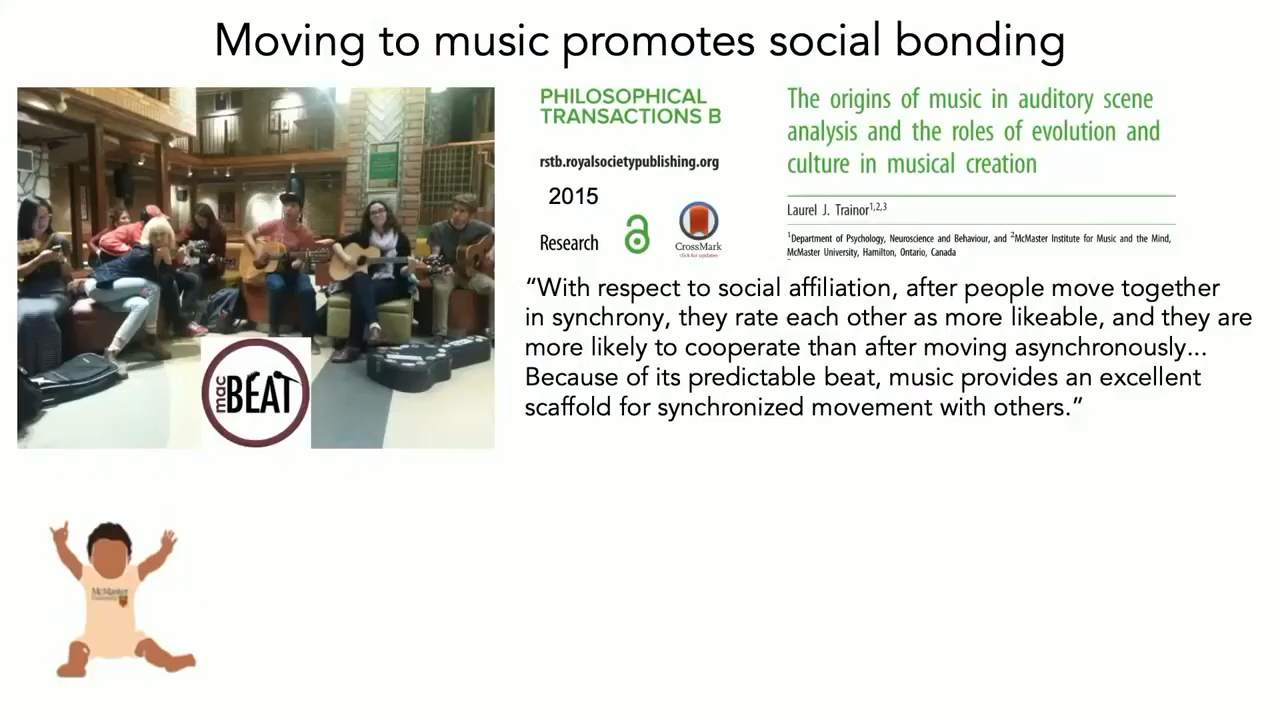 Moving to music promotes social bonding
PHILOSOPHICAL
TRANSACTIONS B
rstb.royalsocietypublishing.org
2015
Research
CrossMark
click for updates
The origins of music in auditory scene
analysis and the roles of evolution and
culture in musical creation
Laurel J. Trainor1,2,3
1Department of Psychology, Neuroscience and Behaviour, and 2McMaster Institute for Music and the Mind,
McMaster University, Hamilton, Ontario, Canada
“With respect to social affiliation, after people move together
in synchrony, they rate each other as more likeable, and they are
more likely to cooperate than after moving asynchronously...
Because of its predictable beat, music provides an excellent
scaffold for synchronized movement with others.”
mac
BEAT
McMaster
University